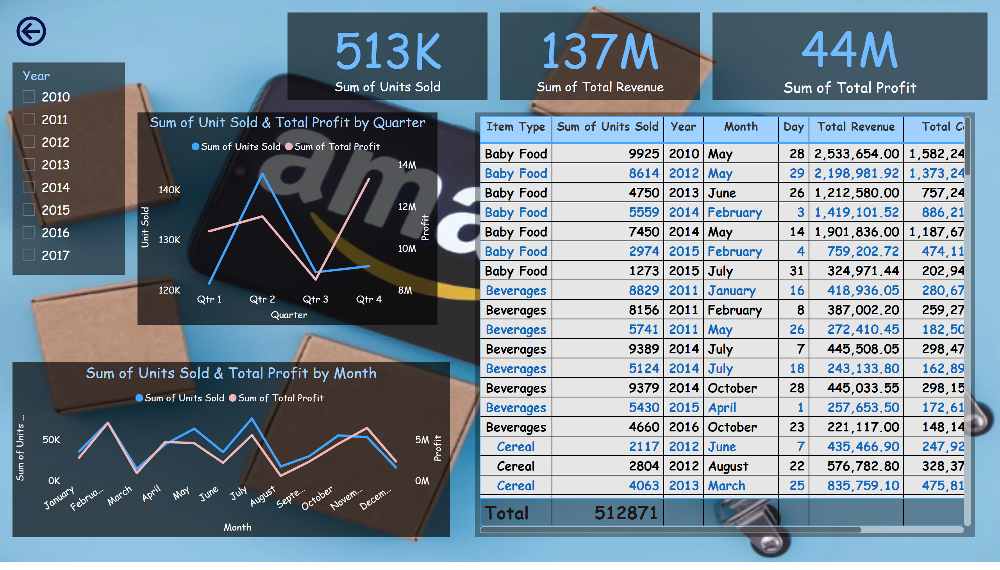 513K
Sum of Units Sold
137M
Sum of Total Revenue
44M
Sum of Total Profit
Year
2010
2011
2012
2013
2014
2015
2016
2017
Sum of Unit Sold & Total Profit by Quarter
Sum of Units Sold Sum of Total Profit
14M
140K
12M
130K
10M
120K
8M
Unit Sold
Profit
Qtr 1 Qtr 2 Qtr 3 Qtr 4
Quarter
ama
Sum of Units Sold & Total Profit by Month
Sum of Units Sold Sum of Total Profit
Sum of Units ...
50K
0K
5M
0M
Profit
January Februa... March April May June July August Septe... October Novem... Decem...
Month
Item Type Sum of Units Sold Year Month Day Total Revenue Total C
Baby Food 9925 2010 May 28 2,533,654.00 1,582,24
Baby Food 8614 2012 May 29 2,198,981.92 1,373,24
Baby Food 4750 2013 June 26 1,212,580.00 757,24
Baby Food 5559 2014 February 3 1,419,101.52 886,21
Baby Food 7450 2014 May 14 1,901,836.00 1,187,67
Baby Food 2974 2015 February 4 759,202.72 474,11
Baby Food 1273 2015 July 31 324,971.44 202,94
Beverages 8829 2011 January 16 418,936.05 280,67
Beverages 8156 2011 February 8 387,002.20 259,27
Beverages 5741 2011 May 26 272,410.45 182,50
Beverages 9389 2014 July 7 445,508.05 298,47
Beverages 5124 2014 July 18 243,133.80 162,89
Beverages 9379 2014 October 28 445,033.55 298,15
Beverages 5430 2015 April 1 257,653.50 172,61
Beverages 4660 2016 October 23 221,117.00 148,14
Cereal 2117 2012 June 7 435,466.90 247,92
Cereal 2804 2012 August 22 576,782.80 328,37
Cereal 4063 2013 March 25 835,759.10 475,81
Total 512871